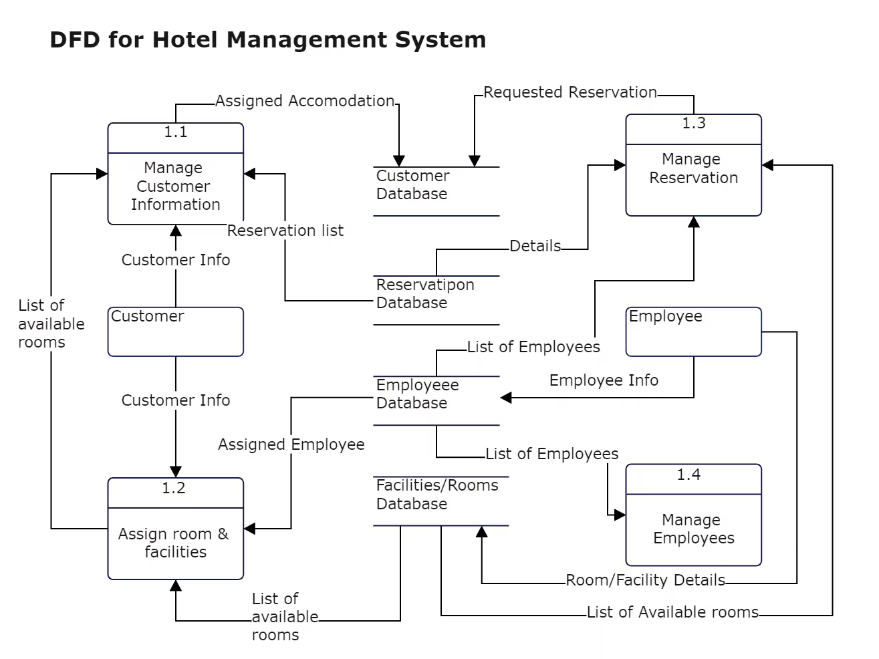 DFD for Hotel Management System
Assigned Accomodation
Requested Reservation
1.1
Manage
Customer
Information
1.3
Manage
Reservation
Customer
Database
Reservation list
Details
Customer Info
Reservatipon
Database
List of
available
rooms
Customer
Employee
List of Employees
Employee Info
Employeee
Database
Customer Info
Assigned Employee
List of Employees
1.2
Assign room &
facilities
Facilities/Rooms
Database
1.4
Manage
Employees
Room/Facility Details
List of
available
rooms
List of Available rooms